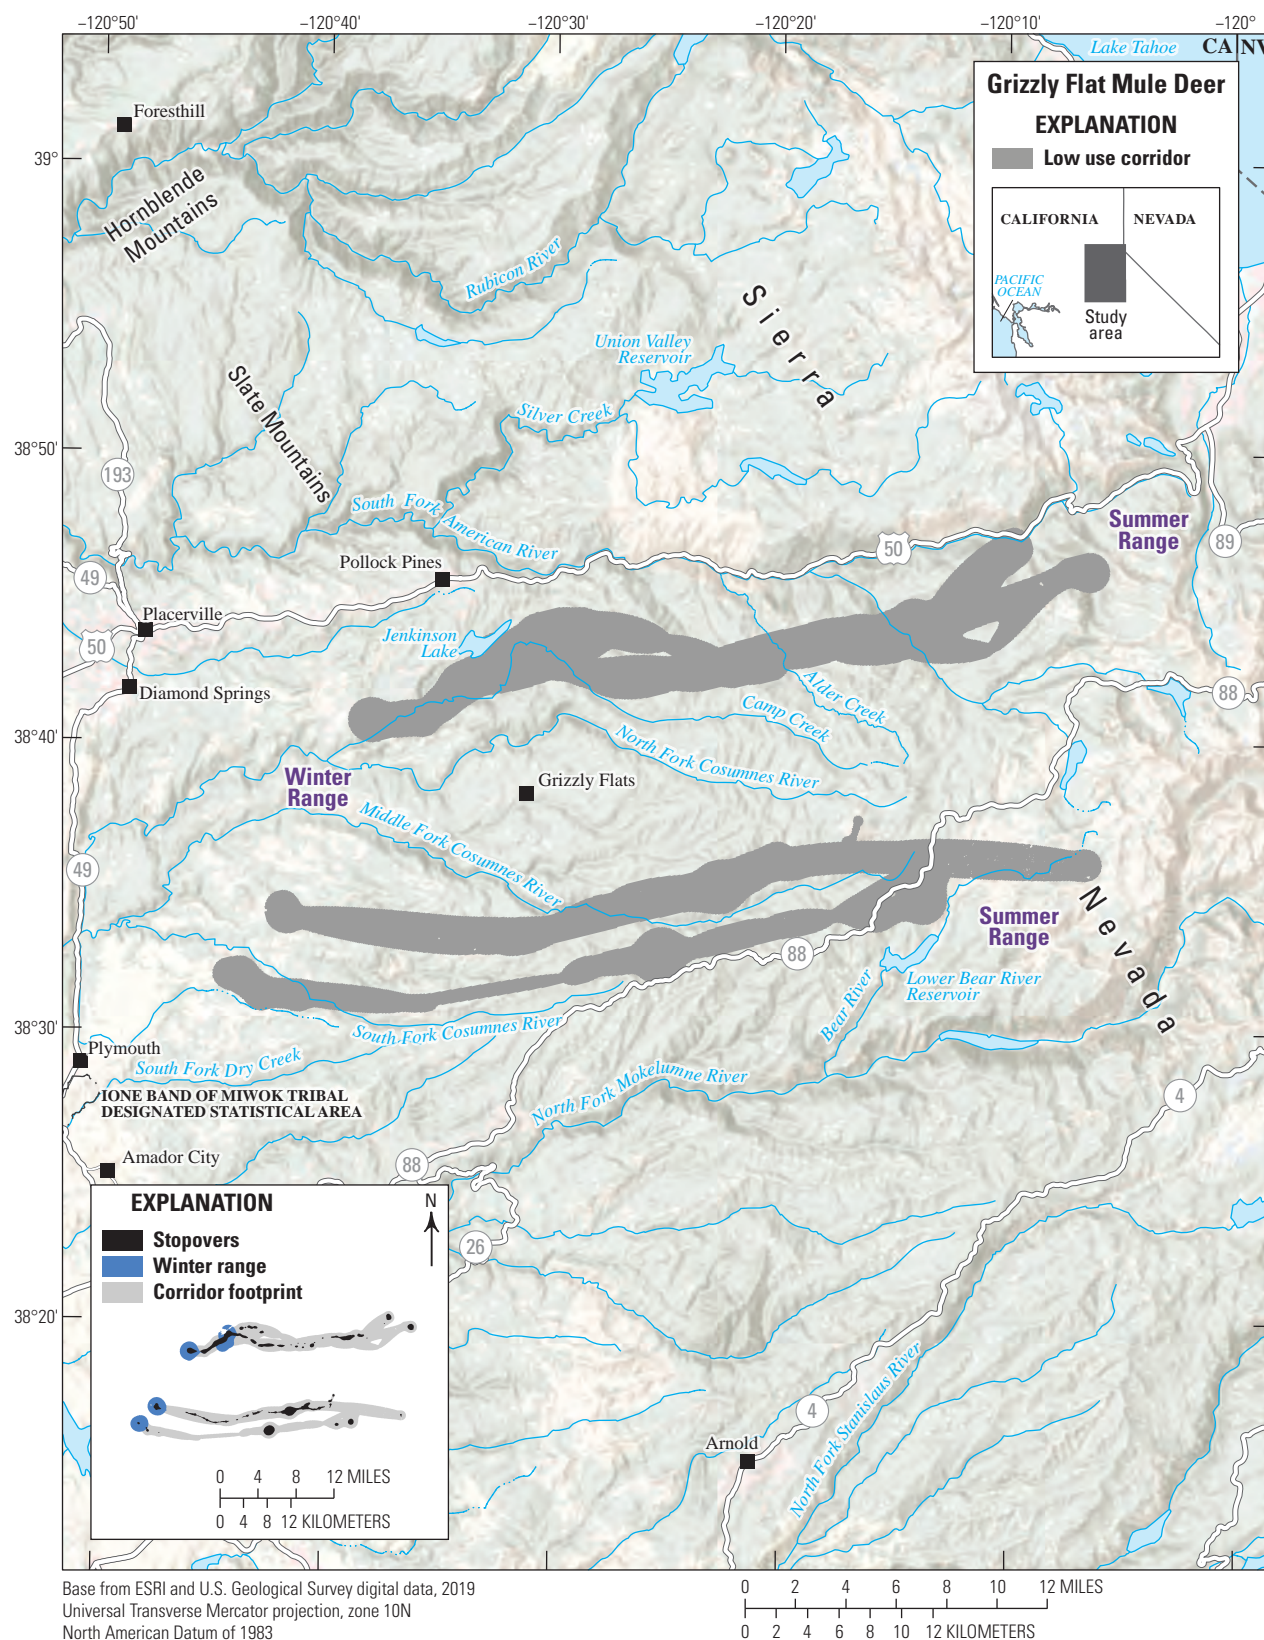 −120°50' −120°40' −120°30' −120°20' −120°10' −120°
Lake Tahoe CA NV
Grizzly Flat Mule Deer
EXPLANATION
Low use corridor
CALIFORNIA NEVADA
PACIFIC
OCEAN
Study
area
Foresthill
39°
Hornblende
Mountains
Rubicon River
Sierra
Union Valley
Reservoir
Slate Mountains
Silver Creek
38°50'
193
South Fork American River
Summer
Range
50
89
Pollock Pines
49
Placerville
50
Jenkinson
Lake
Diamond Springs
Alder Creek
88
Camp Creek
38°40'
North Fork Cosumnes River
Winter
Range
Grizzly Flats
Middle Fork Cosumnes River
49
Nevada
Summer
Range
88
Lower Bear River
Reservoir
Bear River
38°30'
South Fork Cosumnes River
Plymouth
South Fork Dry Creek
North Fork Mokelumne River
IONE BAND OF MIWOK TRIBAL
DESIGNATED STATISTICAL AREA
4
Amador City
88
26
EXPLANATION
N
Stopovers
Winter range
Corridor footprint
38°20'
0 4 8 12 MILES
0 4 8 12 KILOMETERS
North Fork Stanislaus River
4
Arnold
Base from ESRI and U.S. Geological Survey digital data, 2019
Universal Transverse Mercator projection, zone 10N
North American Datum of 1983
0 2 4 6 8 10 12 MILES
0 2 4 6 8 10 12 KILOMETERS